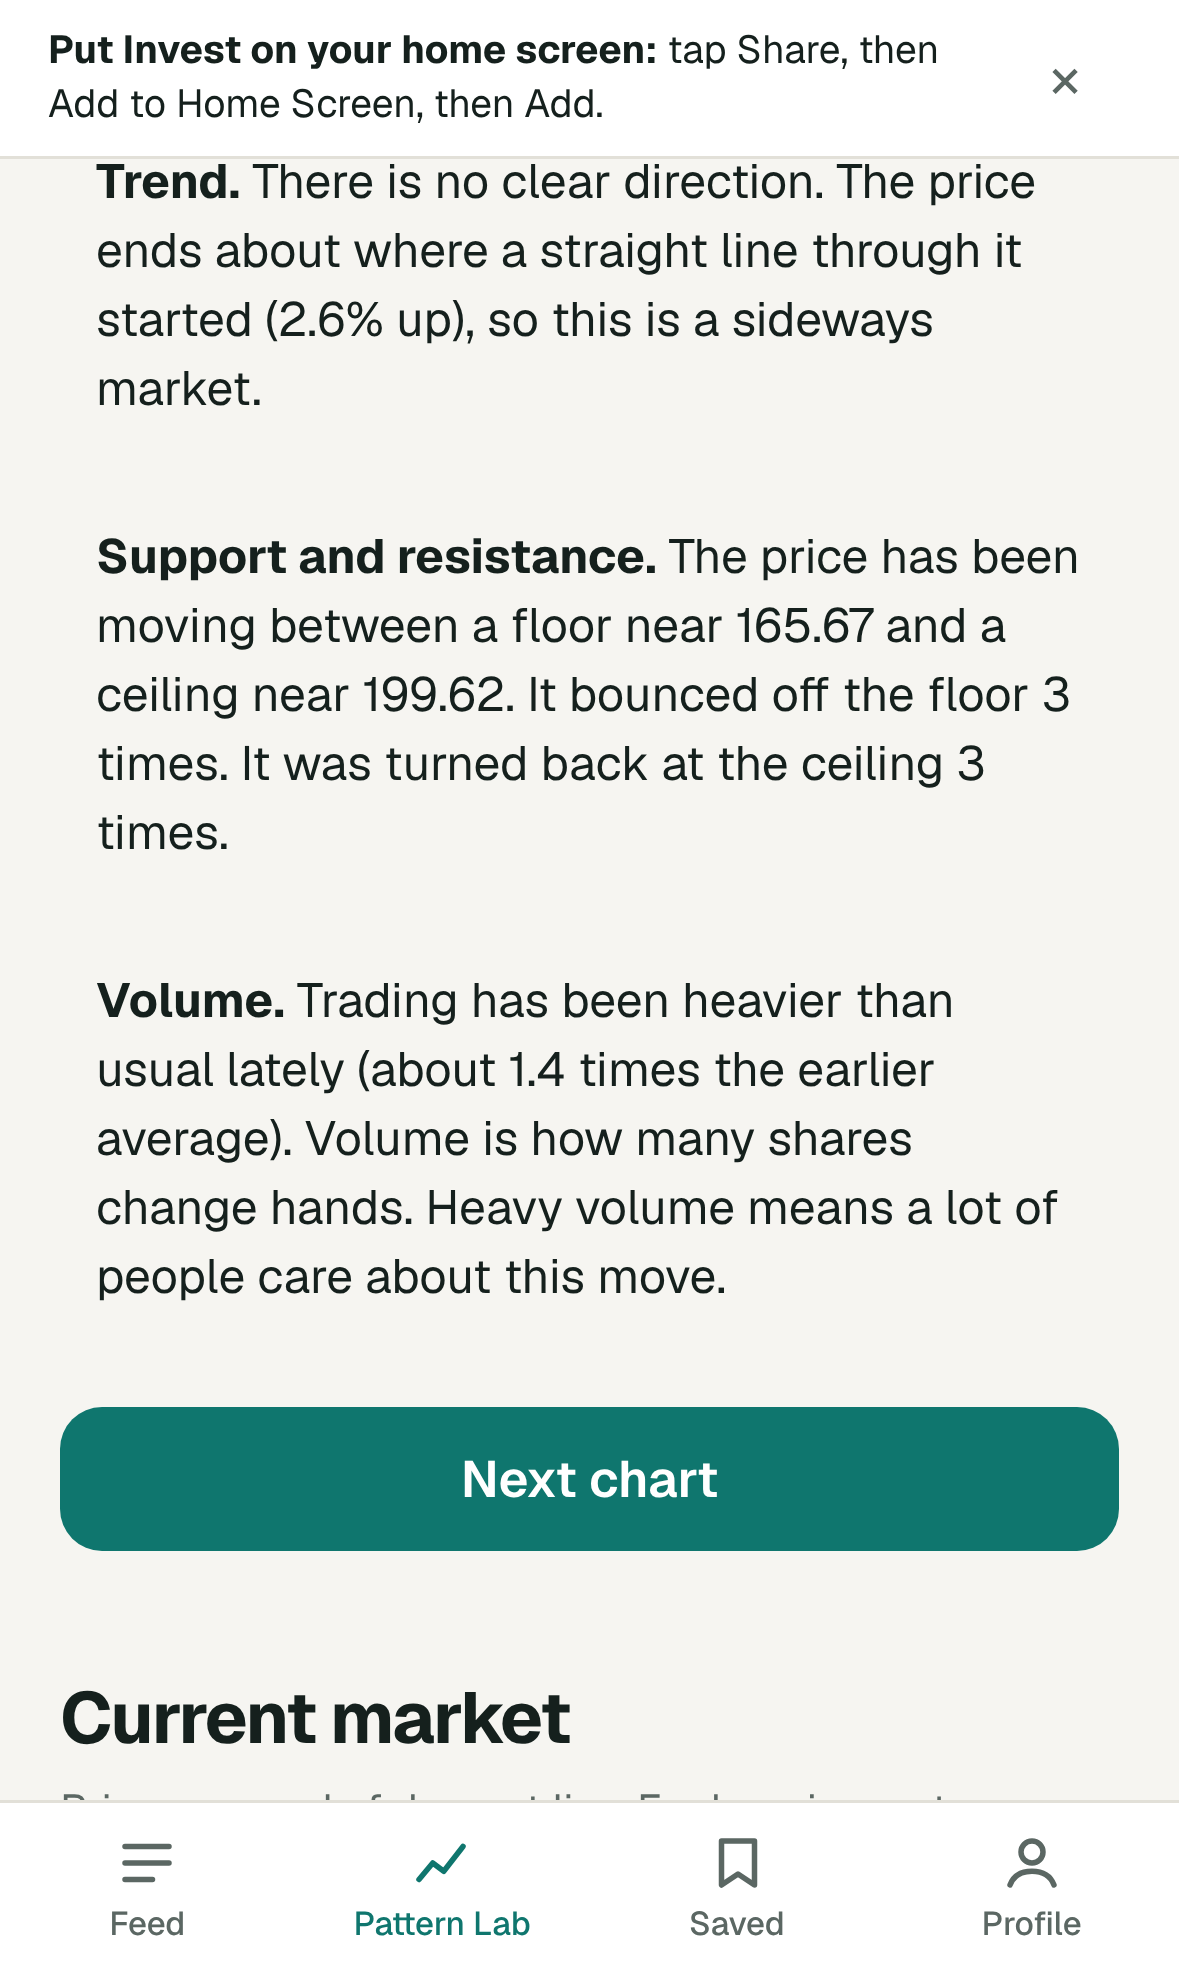 Put Invest on your home screen: tap Share, then
Add to Home Screen, then Add.
Trend. There is no clear direction. The price
ends about where a straight line through it
started (2.6% up), so this is a sideways
market.
Support and resistance. The price has been
moving between a floor near 165.67 and a
ceiling near 199.62. It bounced off the floor 3
times. It was turned back at the ceiling 3
times.
Volume. Trading has been heavier than
usual lately (about 1.4 times the earlier
average). Volume is how many shares
change hands. Heavy volume means a lot of
people care about this move.
Next chart
Current market
Feed
Pattern Lab
Saved
Profile